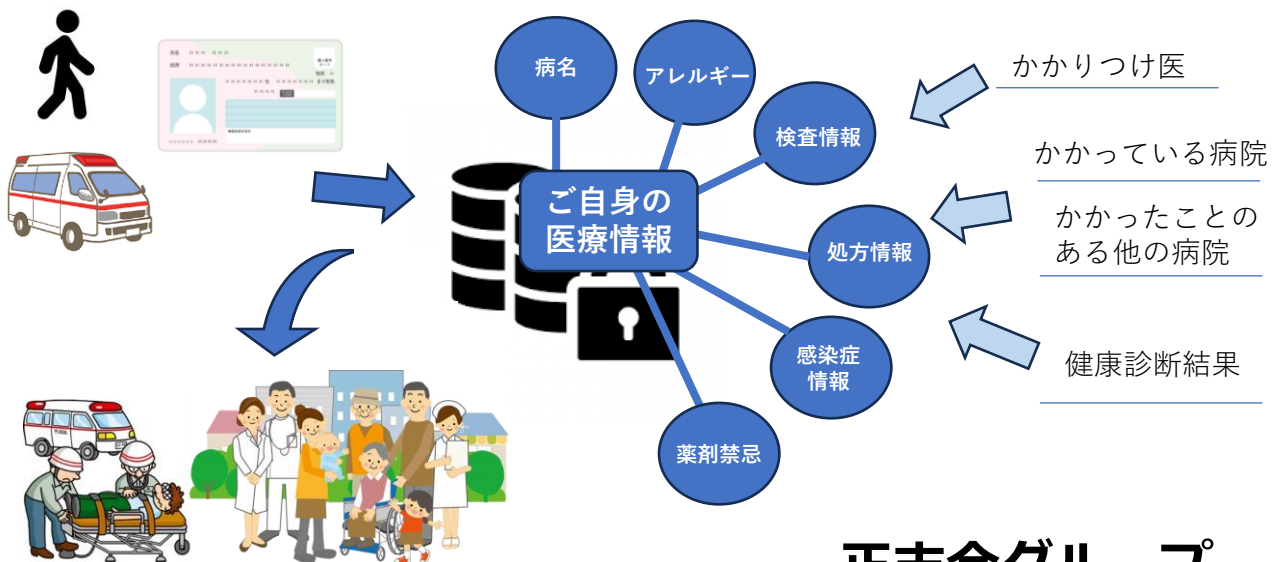 病名
アレルギー
検査情報
処方情報
感染症
情報
薬剤禁忌
ご自身の
医療情報
かかりつけ医
かかっている病院
かかったことの
ある他の病院
健康診断結果